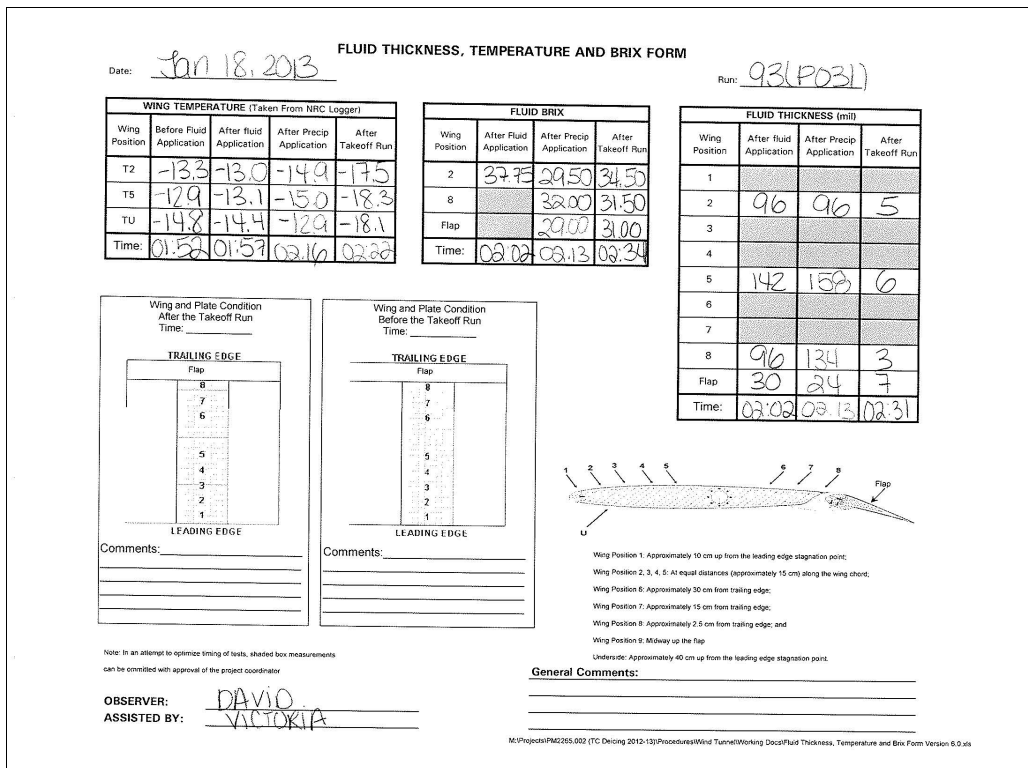 FLUID THICKNESS, TEMPERATURE AND BRIX FORM
Date: Jan 18, 2013
Run: 93(P031)
WING TEMPERATURE (Taken From NRC Logger)
Wing Position Before Fluid Application After fluid Application After Precip Application After Takeoff Run
T2 -13.3 -13.0 -14.9 -17.5
T5 -12.9 -13.1 -15.0 -18.3
TU -14.8 -14.4 -12.9 -18.1
Time: 01:52 01:57 02:16 02:22
FLUID BRIX
Wing Position After Fluid Application After Precip Application After Takeoff Run
2 37.75 29.50 34.50
8 32.00 31.50
Flap 29.00 31.00
Time: 02:02 02:13 02:34
FLUID THICKNESS (mil)
Wing Position After fluid Application After Precip Application After Takeoff Run
1
2 96 96 5
3
4
5 142 158 6
6
7
8 96 134 3
Flap 30 24 7
Time: 02:02 02:13 02:31
Wing and Plate Condition
After the Takeoff Run
Time:
TRAILING EDGE
Flap
8
7
6
5
4
3
2
1
LEADING EDGE
Comments:
Wing and Plate Condition
Before the Takeoff Run
Time:
TRAILING EDGE
Flap
8
7
6
5
4
3
2
1
LEADING EDGE
Comments:
1 2 3 4 5 6 7 8
Flap
U
Wing Position 1: Approximately 10 cm up from the leading edge stagnation point;
Wing Position 2, 3, 4, 5: At equal distances (approximately 15 cm) along the wing chord;
Wing Position 6: Approximately 30 cm from trailing edge;
Wing Position 7: Approximately 15 cm from trailing edge;
Wing Position 8: Approximately 2.5 cm from trailing edge; and
Wing Position 9: Midway up the flap
Underside: Approximately 40 cm up from the leading edge stagnation point.
Note: In an attempt to optimize timing of tests, shaded box measurements
can be ommitted with approval of the project coordinator
General Comments:
OBSERVER: DAVID
ASSISTED BY: VICTORIA
M:\Projects\PM2265.002 (TC Deicing 2012-13)\Procedures\Wind Tunnel\Working Docs\Fluid Thickness, Temperature and Brix Form Version 6.0.xls